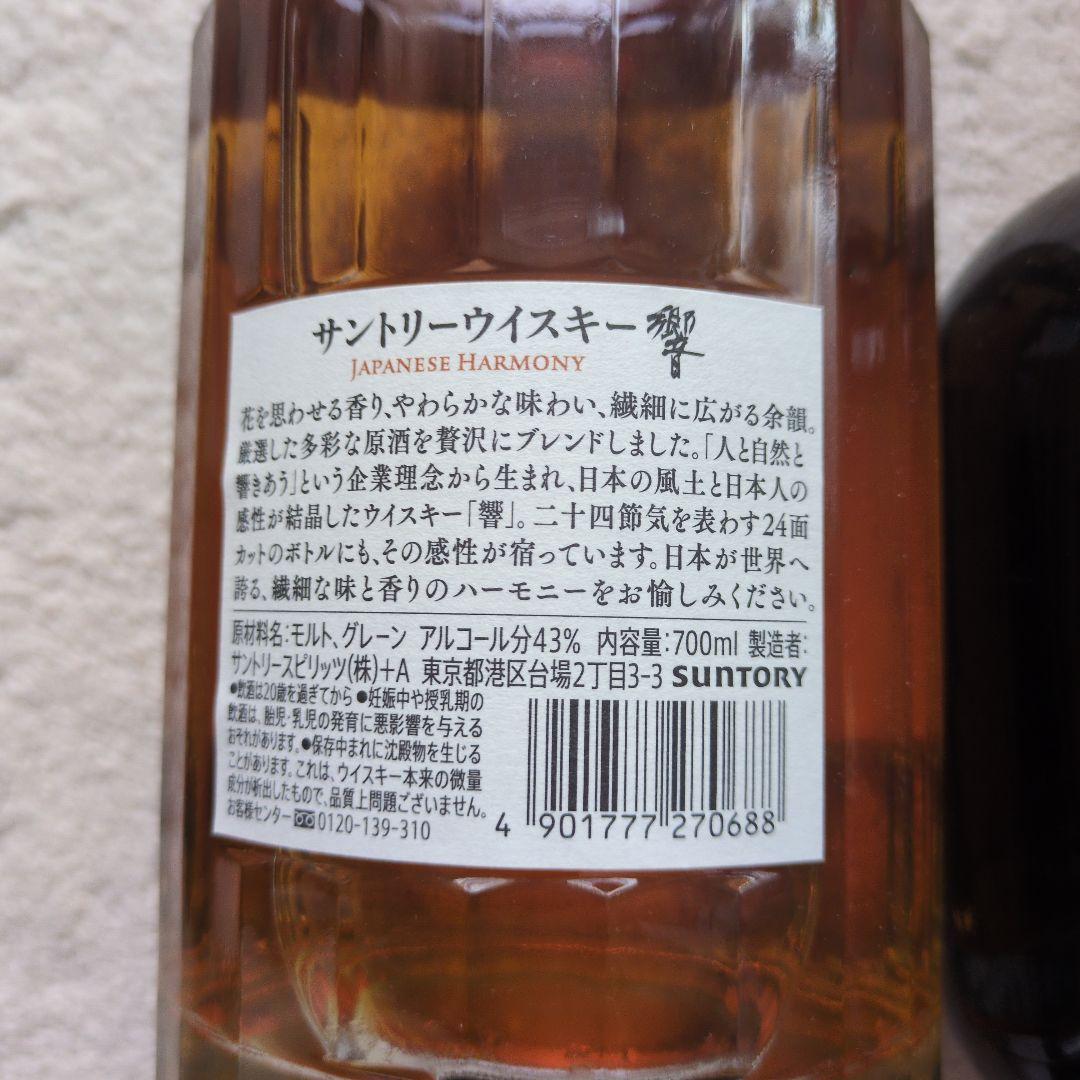 サントリーウイスキー 響
JAPANESE HARMONY
花を思わせる香り、やわらかな味わい、繊細に広がる余韻。
厳選した多彩な原酒を贅沢にブレンドしました。「人と自然と
響きあう」という企業理念から生まれ、日本の風土と日本人の
感性が結晶したウイスキー「響」。二十四節気を表わす24面
カットのボトルにも、その感性が宿っています。日本が世界へ
誇る、繊細な味と香りのハーモニーをお愉しみください。
原材料名:モルト、グレーン アルコール分43% 内容量:700ml 製造者:
サントリースピリッツ(株)+A 東京都港区台場2丁目3-3 SUNTORY
●飲酒は20歳を過ぎてから ●妊娠中や授乳期の
飲酒は、胎児・乳児の発育に悪影響を与える
おそれがあります。●保存中まれに沈殿物を生じる
ことがあります。これは、ウイスキー本来の微量
成分が析出したもので、品質上問題ございません。
お客様センター 0120-139-310
4 901777 270688